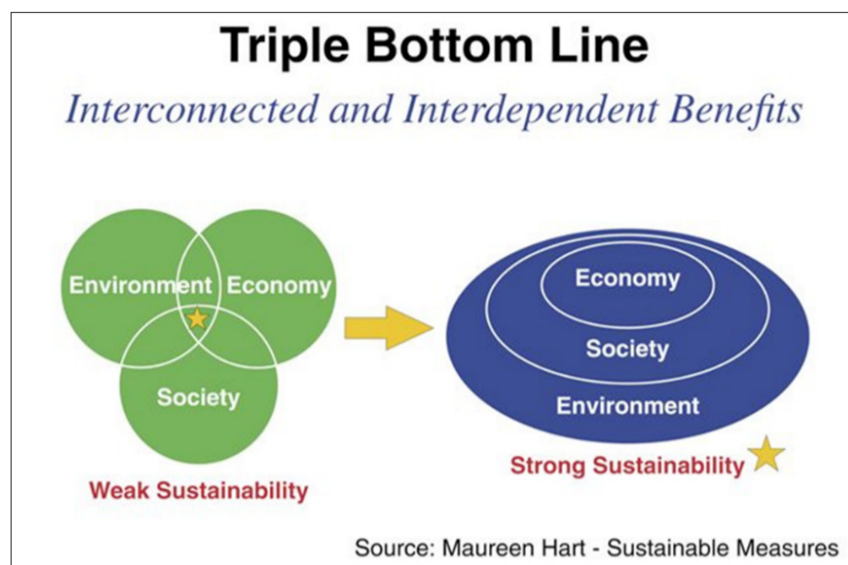 Triple Bottom Line
Interconnected and Interdependent Benefits
Environment
Economy
Society
Weak Sustainability
Economy
Society
Environment
Strong Sustainability
Source: Maureen Hart - Sustainable Measures